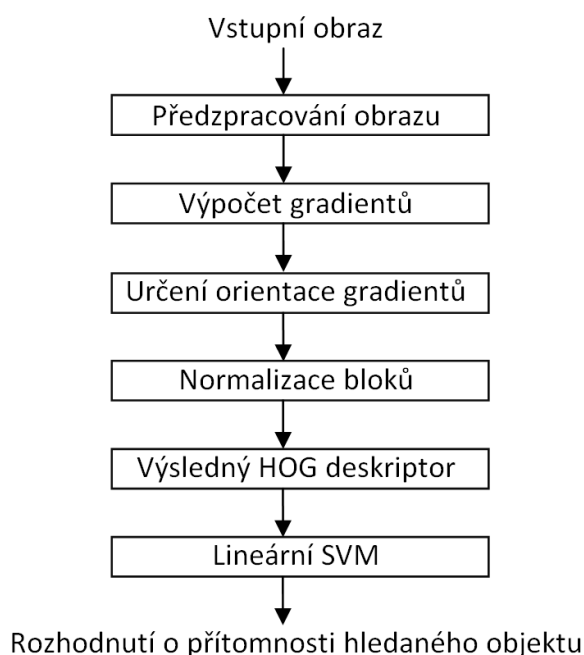 Vstupní obraz
Předzpracování obrazu
Výpočet gradientů
Určení orientace gradientů
Normalizace bloků
Výsledný HOG deskriptor
Lineární SVM
Rozhodnutí o přítomnosti hledaného objektu